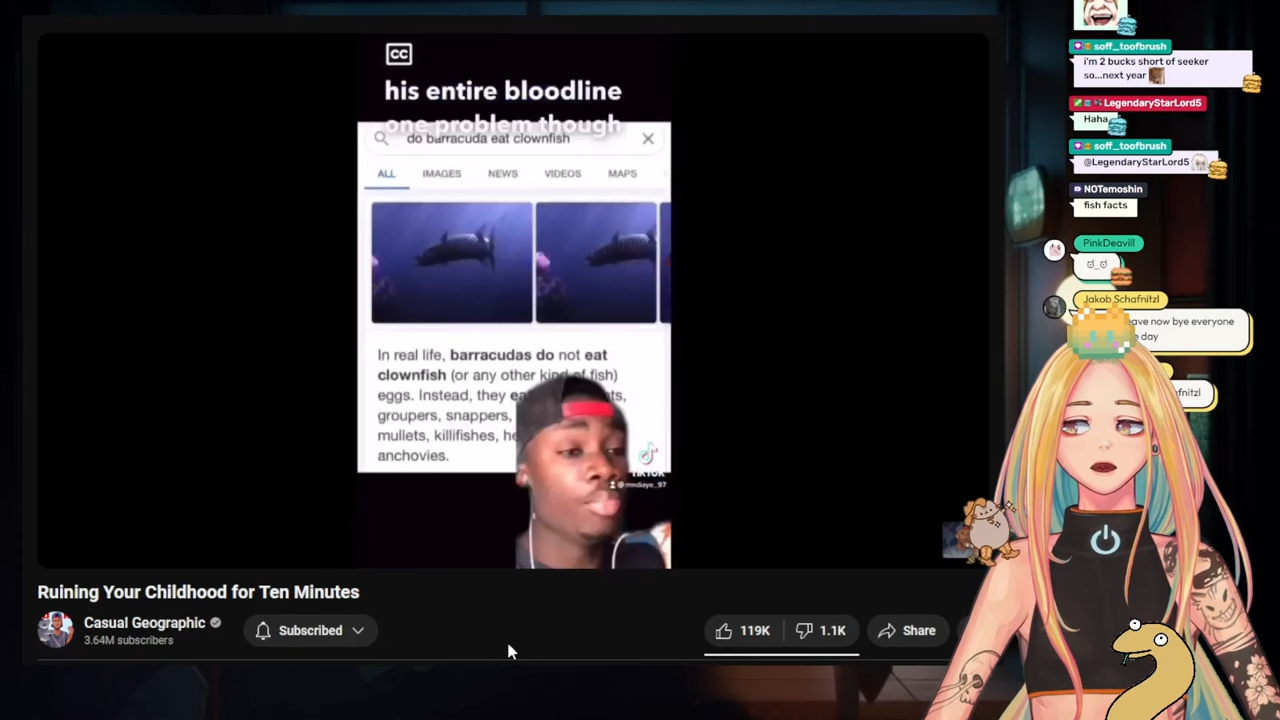 CC
his entire bloodline
one problem though
do barracuda eat clownfish
ALL IMAGES NEWS VIDEOS MAPS
In real life, barracudas do not eat
clownfish (or any other kind of fish)
eggs. Instead, they
groupers, snappers,
mullets, killifishes,
anchovies.
TikTok
@mndiaye_97
Ruining Your Childhood for Ten Minutes
Casual Geographic
3.64M subscribers
Subscribed
119K
1.1K
Share
soff_toofbrush
i'm 2 bucks short of seeker
so...next year
LegendaryStarLord5
Haha
soff_toofbrush
@LegendaryStarLord5
NOTemoshin
fish facts
PinkDeavill
Jakob Schafnitzl
now bye everyone
day